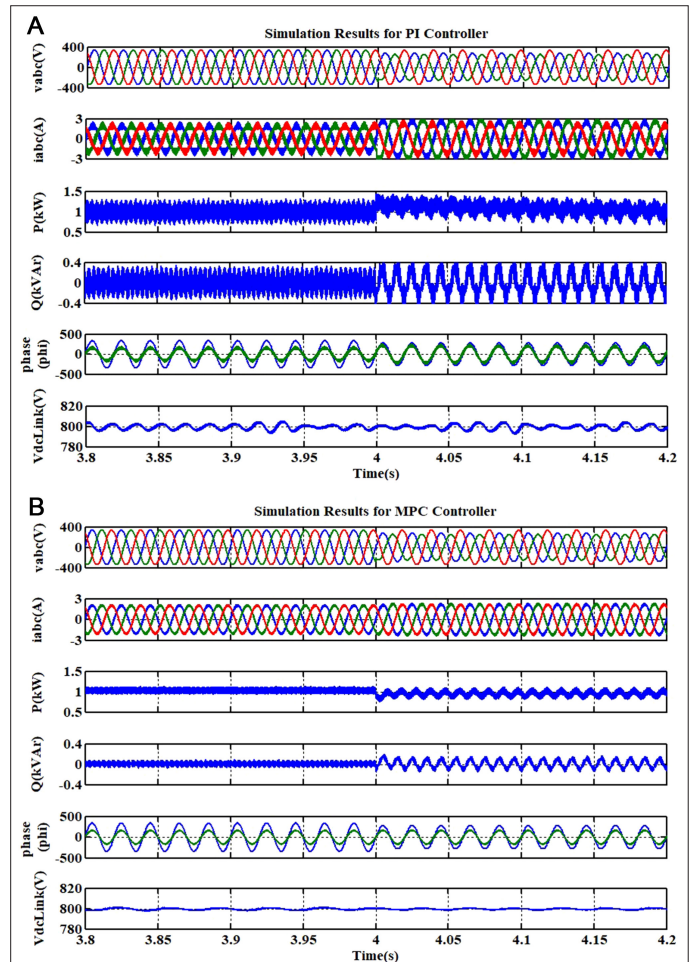 A
Simulation Results for PI Controller
vabc(V)
400
0
-400
iabc(A)
3
0
-3
P(kW)
1.5
1
0.5
Q(kVAr)
0.4
0
-0.4
phase
(phi)
500
0
-500
VdcLink(V)
820
800
780
3.8 3.85 3.9 3.95 4 4.05 4.1 4.15 4.2
Time(s)
B
Simulation Results for MPC Controller
vabc(V)
400
0
-400
iabc(A)
3
0
-3
P(kW)
1.5
1
0.5
Q(kVAr)
0.4
0
-0.4
phase
(phi)
500
0
-500
VdcLink(V)
820
800
780
3.8 3.85 3.9 3.95 4 4.05 4.1 4.15 4.2
Time(s)